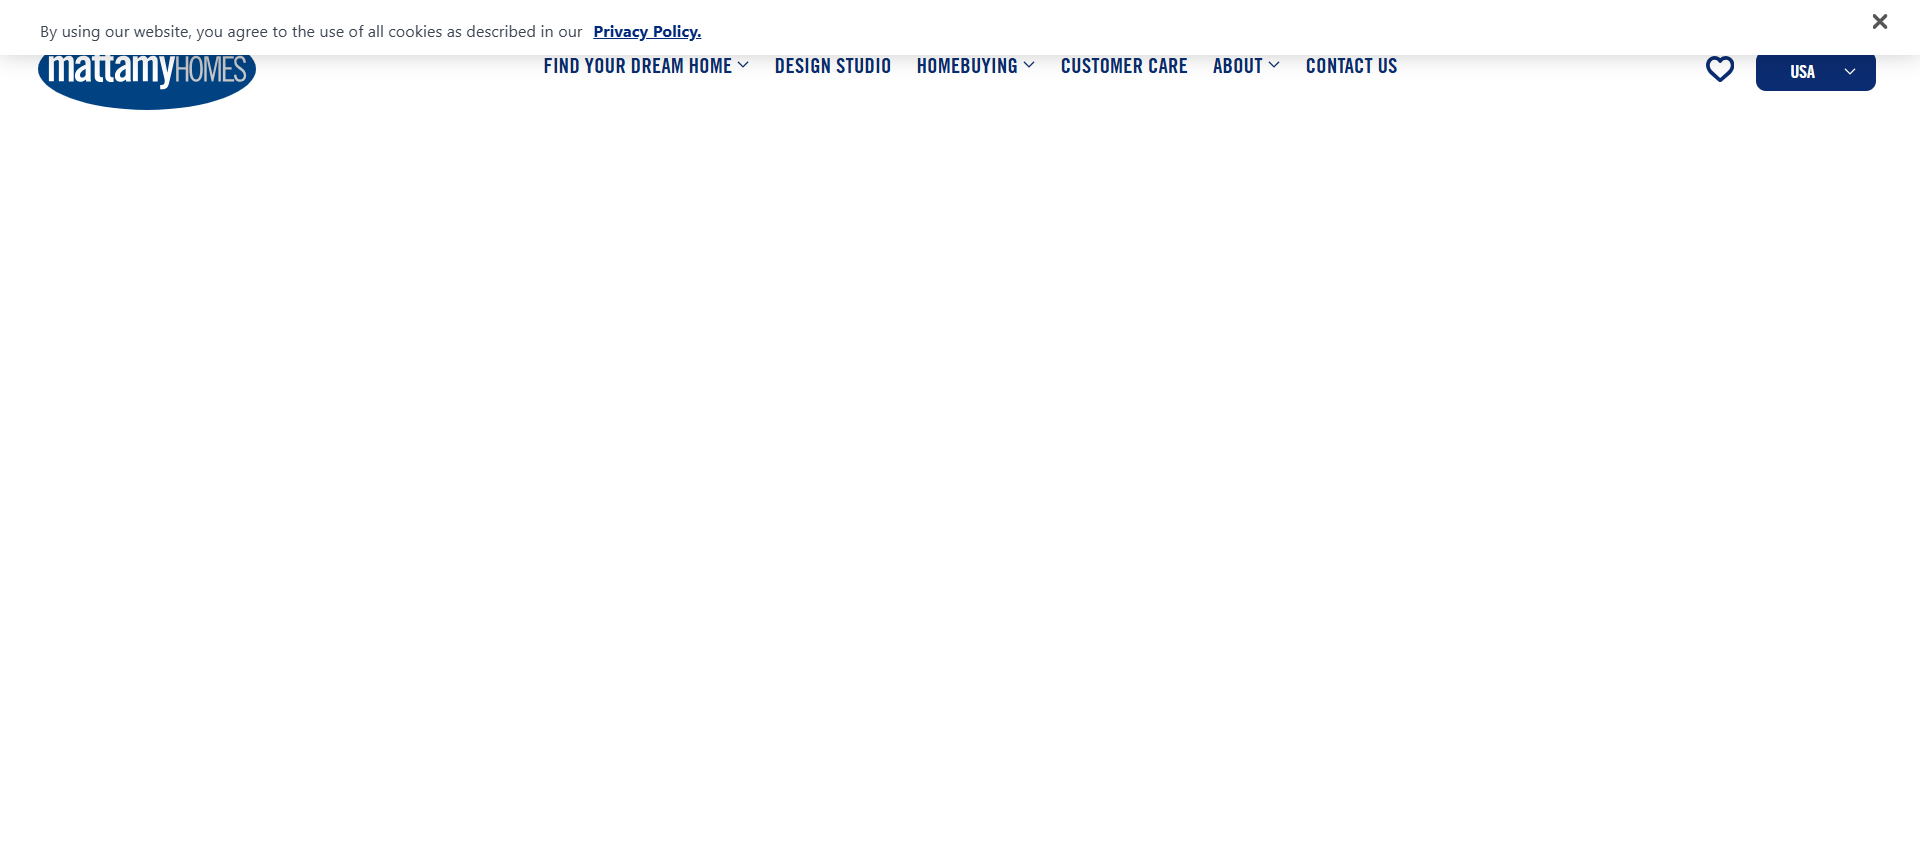 By using our website, you agree to the use of all cookies as described in our Privacy Policy.
mattamyHOMES
FIND YOUR DREAM HOME
DESIGN STUDIO
HOMEBUYING
CUSTOMER CARE
ABOUT
CONTACT US
USA